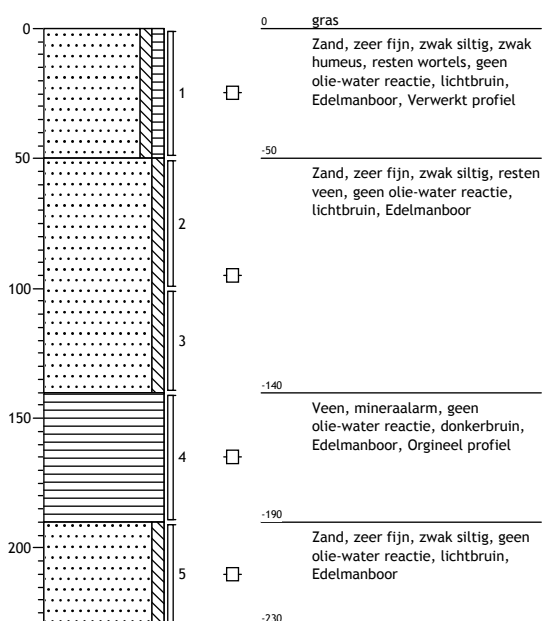 0
gras
0
Zand, zeer fijn, zwak siltig, zwak
humeus, resten wortels, geen
olie-water reactie, lichtbruin,
Edelmanboor, Verwerkt profiel
1
50
-50
Zand, zeer fijn, zwak siltig, resten
veen, geen olie-water reactie,
lichtbruin, Edelmanboor
2
100
3
-140
Veen, mineraalarm, geen
olie-water reactie, donkerbruin,
Edelmanboor, Orgineel profiel
150
4
-190
Zand, zeer fijn, zwak siltig, geen
olie-water reactie, lichtbruin,
Edelmanboor
200
5
-230